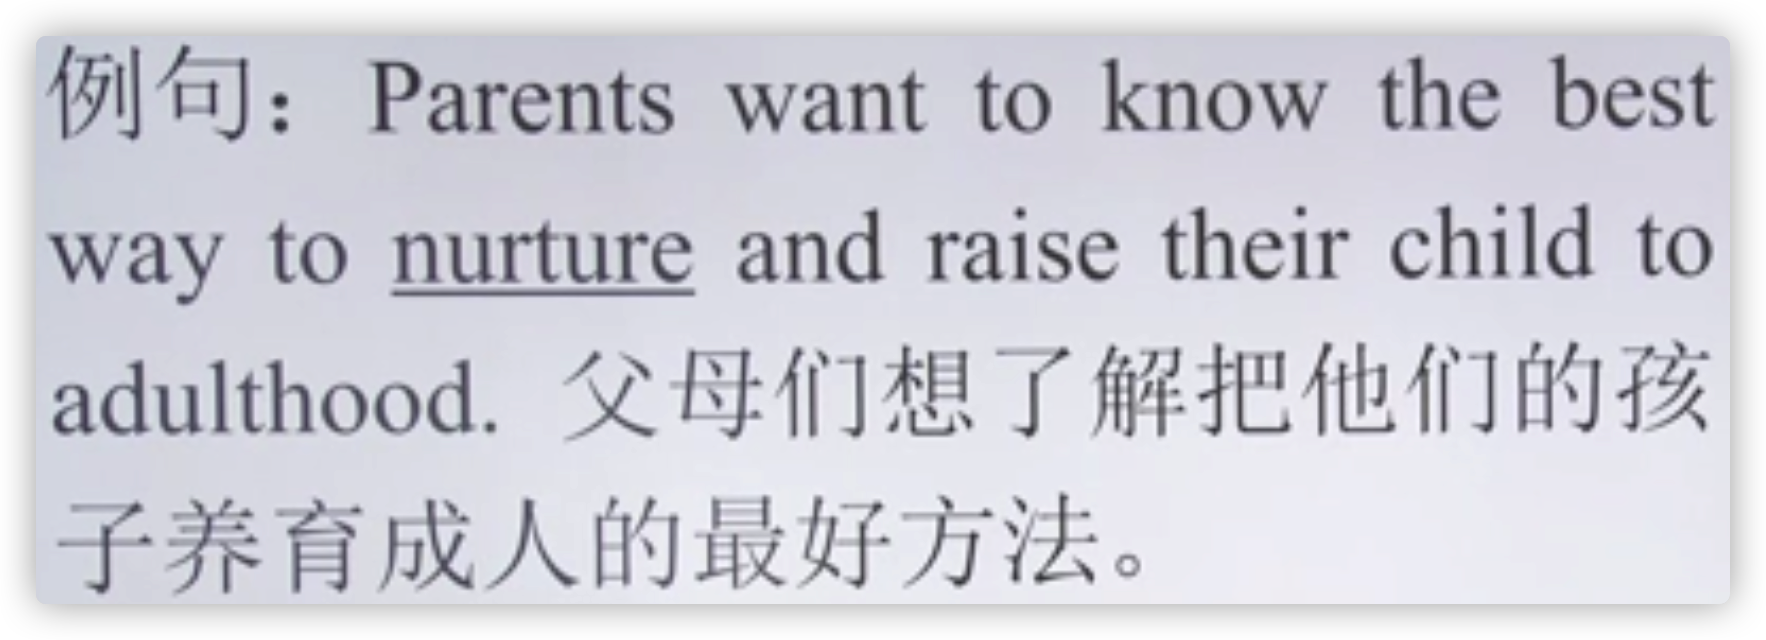 例句：Parents want to know the best
way to nurture and raise their child to
adulthood. 父母们想了解把他们的孩
子养育成人的最好方法。